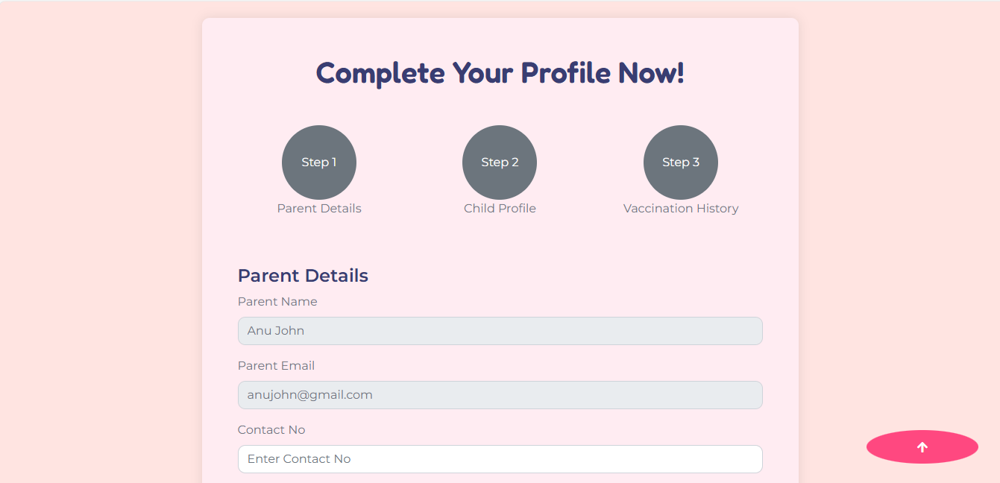 Complete Your Profile Now!
Step 1
Step 2
Step 3
Parent Details
Child Profile
Vaccination History
Parent Details
Parent Name
Anu John
Parent Email
anujohn@gmail.com
Contact No
Enter Contact No